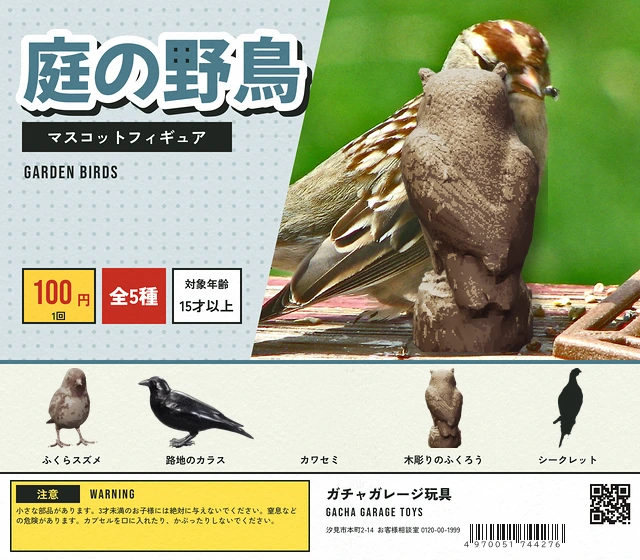 庭の野鳥
マスコットフィギュア
GARDEN BIRDS
100円
1回
全5種
対象年齢
15才以上
ふくらスズメ
路地のカラス
カワセミ
木彫りのふくろう
シークレット
注意 WARNING
小さな部品があります。3才未満のお子様には絶対に与えないでください。窒息など
の危険があります。カプセルを口に入れたり、かぶったりしないでください。
ガチャガレージ玩具
GACHA GARAGE TOYS
汐見市本町2-14 お客様相談室 0120-00-1999
4 970051 744276